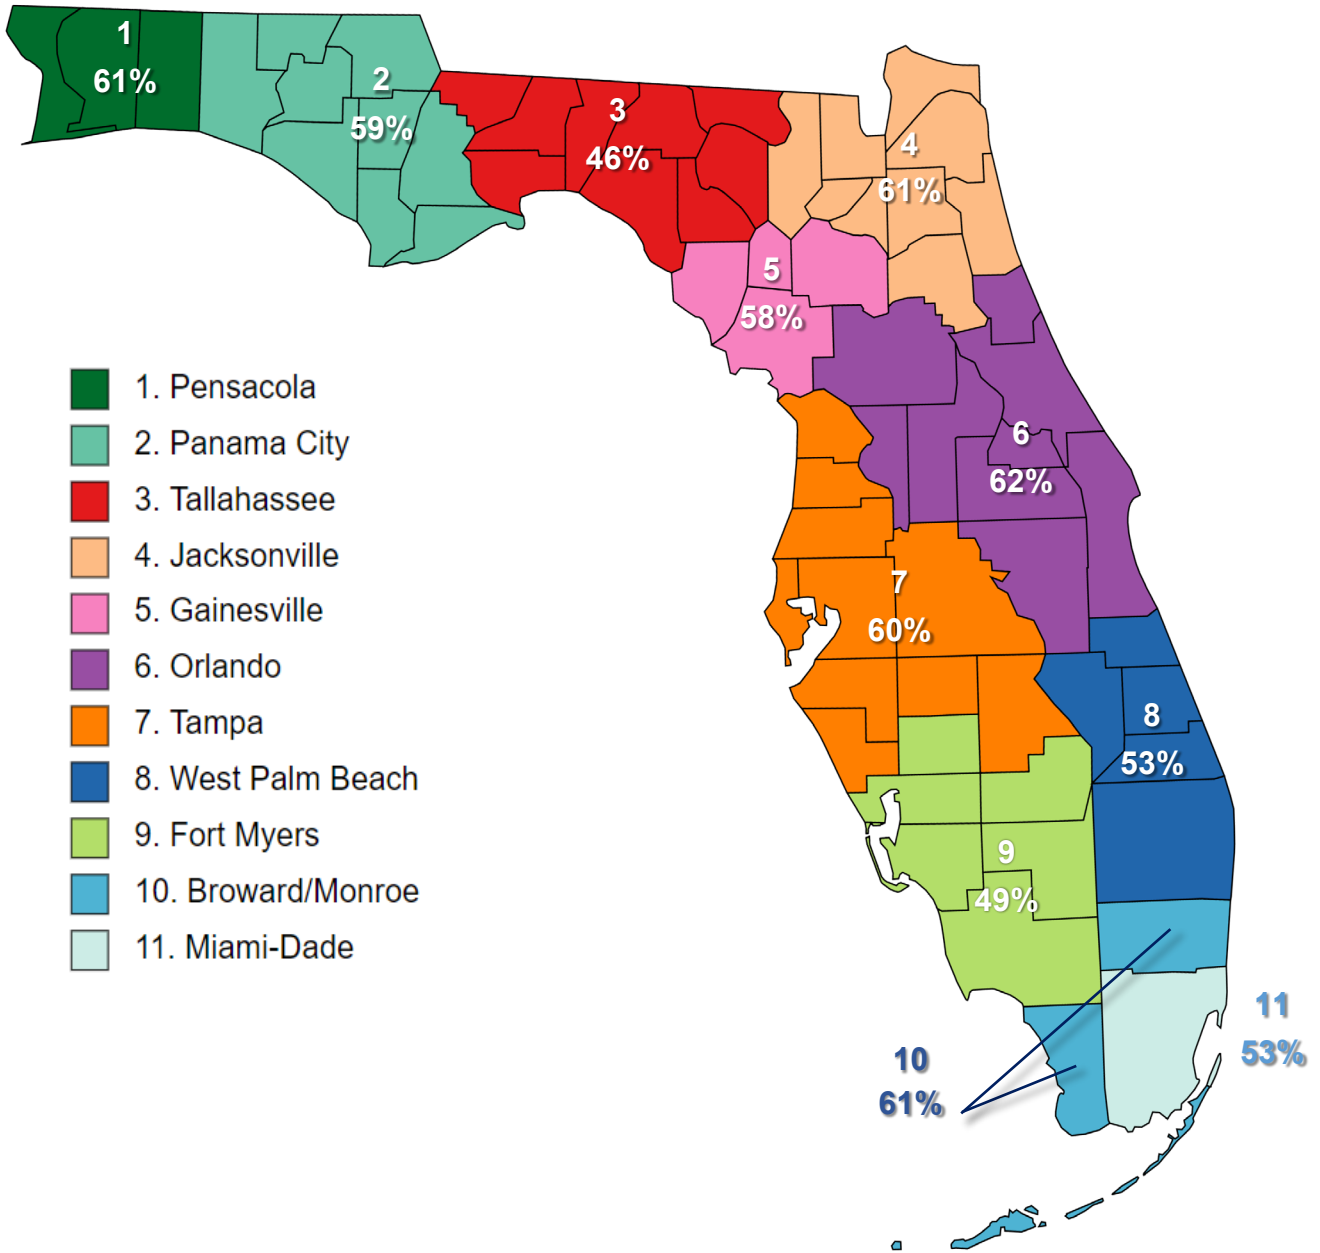 1
61%
2
59%
3
46%
4
61%
5
58%
6
62%
7
60%
8
53%
9
49%
10
61%
11
53%
1. Pensacola
2. Panama City
3. Tallahassee
4. Jacksonville
5. Gainesville
6. Orlando
7. Tampa
8. West Palm Beach
9. Fort Myers
10. Broward/Monroe
11. Miami-Dade